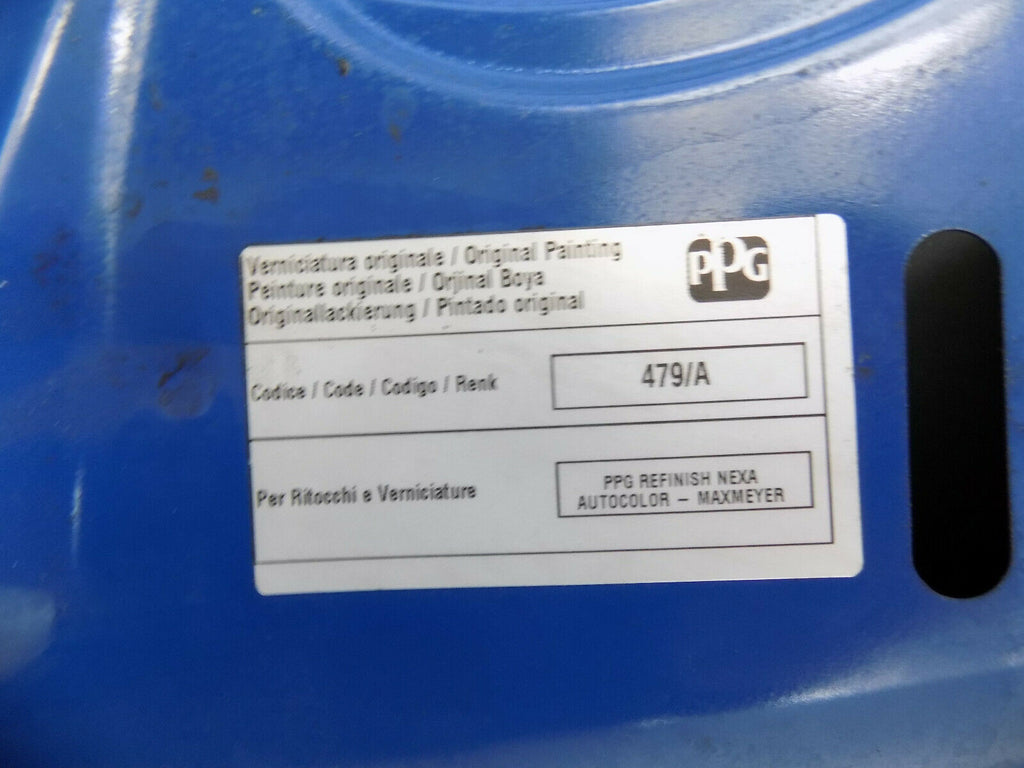 Verniciatura originale / Original Painting
Peinture originale / Orjinal Boya
Originallackierung / Pintado original
PPG
Codice / Code / Codigo / Renk
479/A
Per Ritocchi e Verniciature
PPG REFINISH NEXA
AUTOCOLOR – MAXMEYER